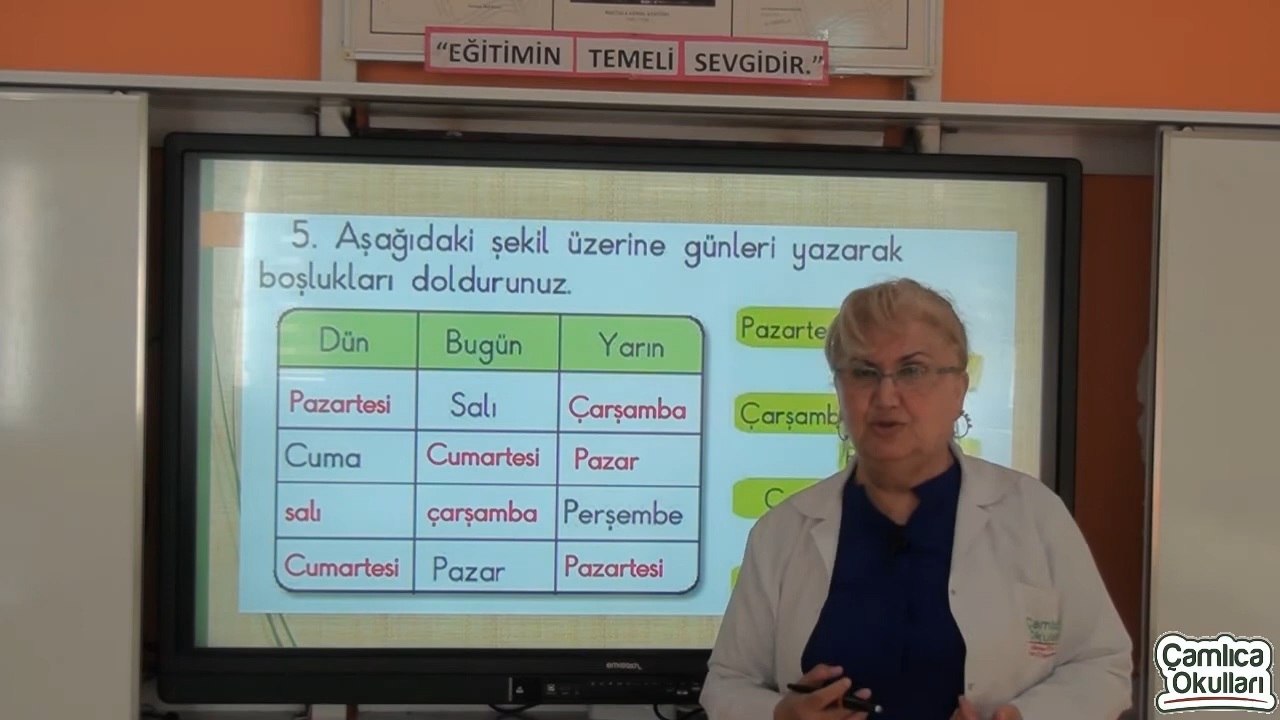 "EĞİTİMİN TEMELİ SEVGİDİR."
5. Aşağıdaki şekil üzerine günleri yazarak
boşlukları doldurunuz.
Dün Bugün Yarın
Pazartesi Salı Çarşamba
Cuma Cumartesi Pazar
salı çarşamba Perşembe
Cumartesi Pazar Pazartesi
Çamlıca
Okulları